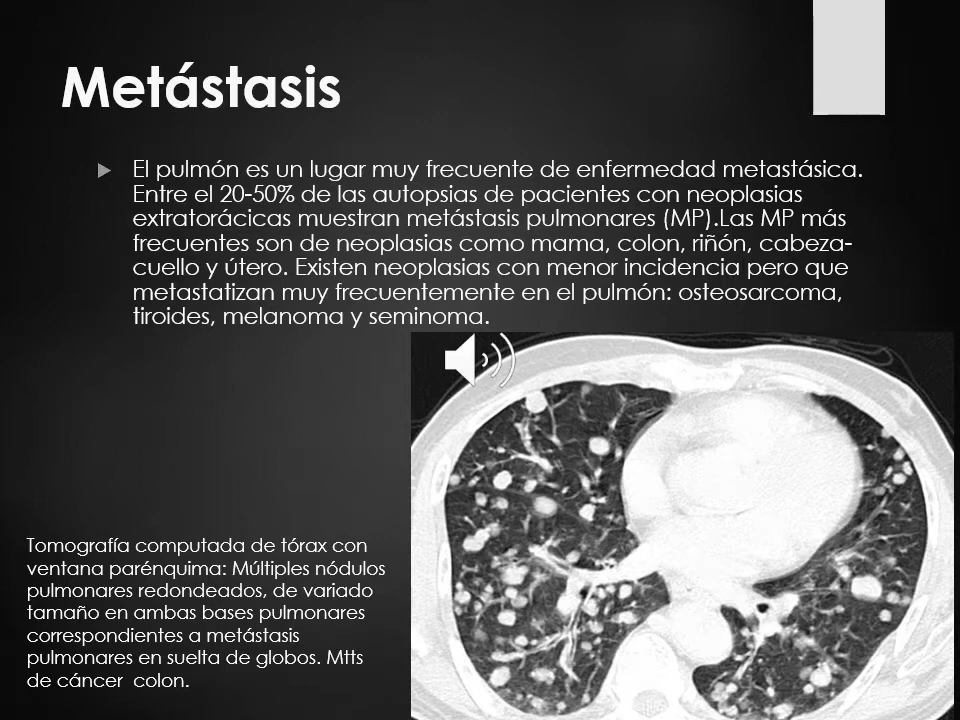 Metástasis
El pulmón es un lugar muy frecuente de enfermedad metastásica.
Entre el 20-50% de las autopsias de pacientes con neoplasias
extratorácicas muestran metástasis pulmonares (MP).Las MP más
frecuentes son de neoplasias como mama, colon, riñón, cabeza-
cuello y útero. Existen neoplasias con menor incidencia pero que
metastatizan muy frecuentemente en el pulmón: osteosarcoma,
tiroides, melanoma y seminoma.
Tomografía computada de tórax con
ventana parénquima: Múltiples nódulos
pulmonares redondeados, de variado
tamaño en ambas bases pulmonares
correspondientes a metástasis
pulmonares en suelta de globos. Mtts
de cáncer  colon.